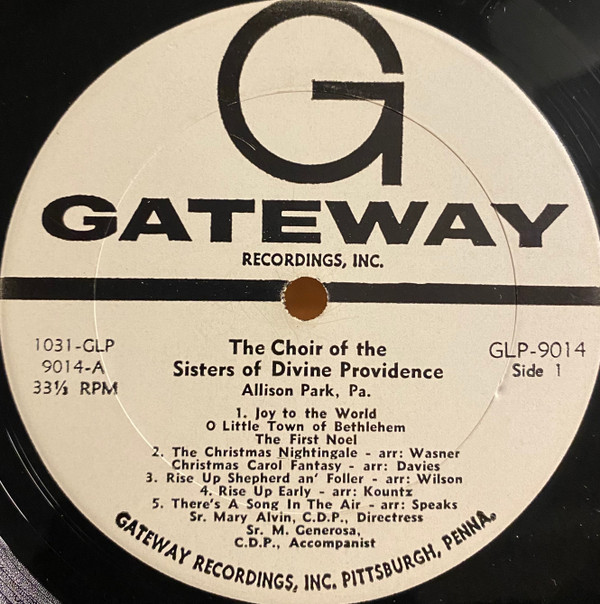 G
GATEWAY
RECORDINGS, INC.
1031-GLP
9014-A
33⅓ RPM
The Choir of the
Sisters of Divine Providence
Allison Park, Pa.
GLP-9014
Side 1
1. Joy to the World
O Little Town of Bethlehem
The First Noel
2. The Christmas Nightingale - arr: Wasner
Christmas Carol Fantasy - arr: Davies
3. Rise Up Shepherd an' Foller - arr: Wilson
4. Rise Up Early - arr: Kountz
5. There's A Song In The Air - arr: Speaks
Sr. Mary Alvin, C.D.P., Directress
Sr. M. Generosa,
C.D.P., Accompanist
GATEWAY RECORDINGS, INC. PITTSBURGH, PENNA.